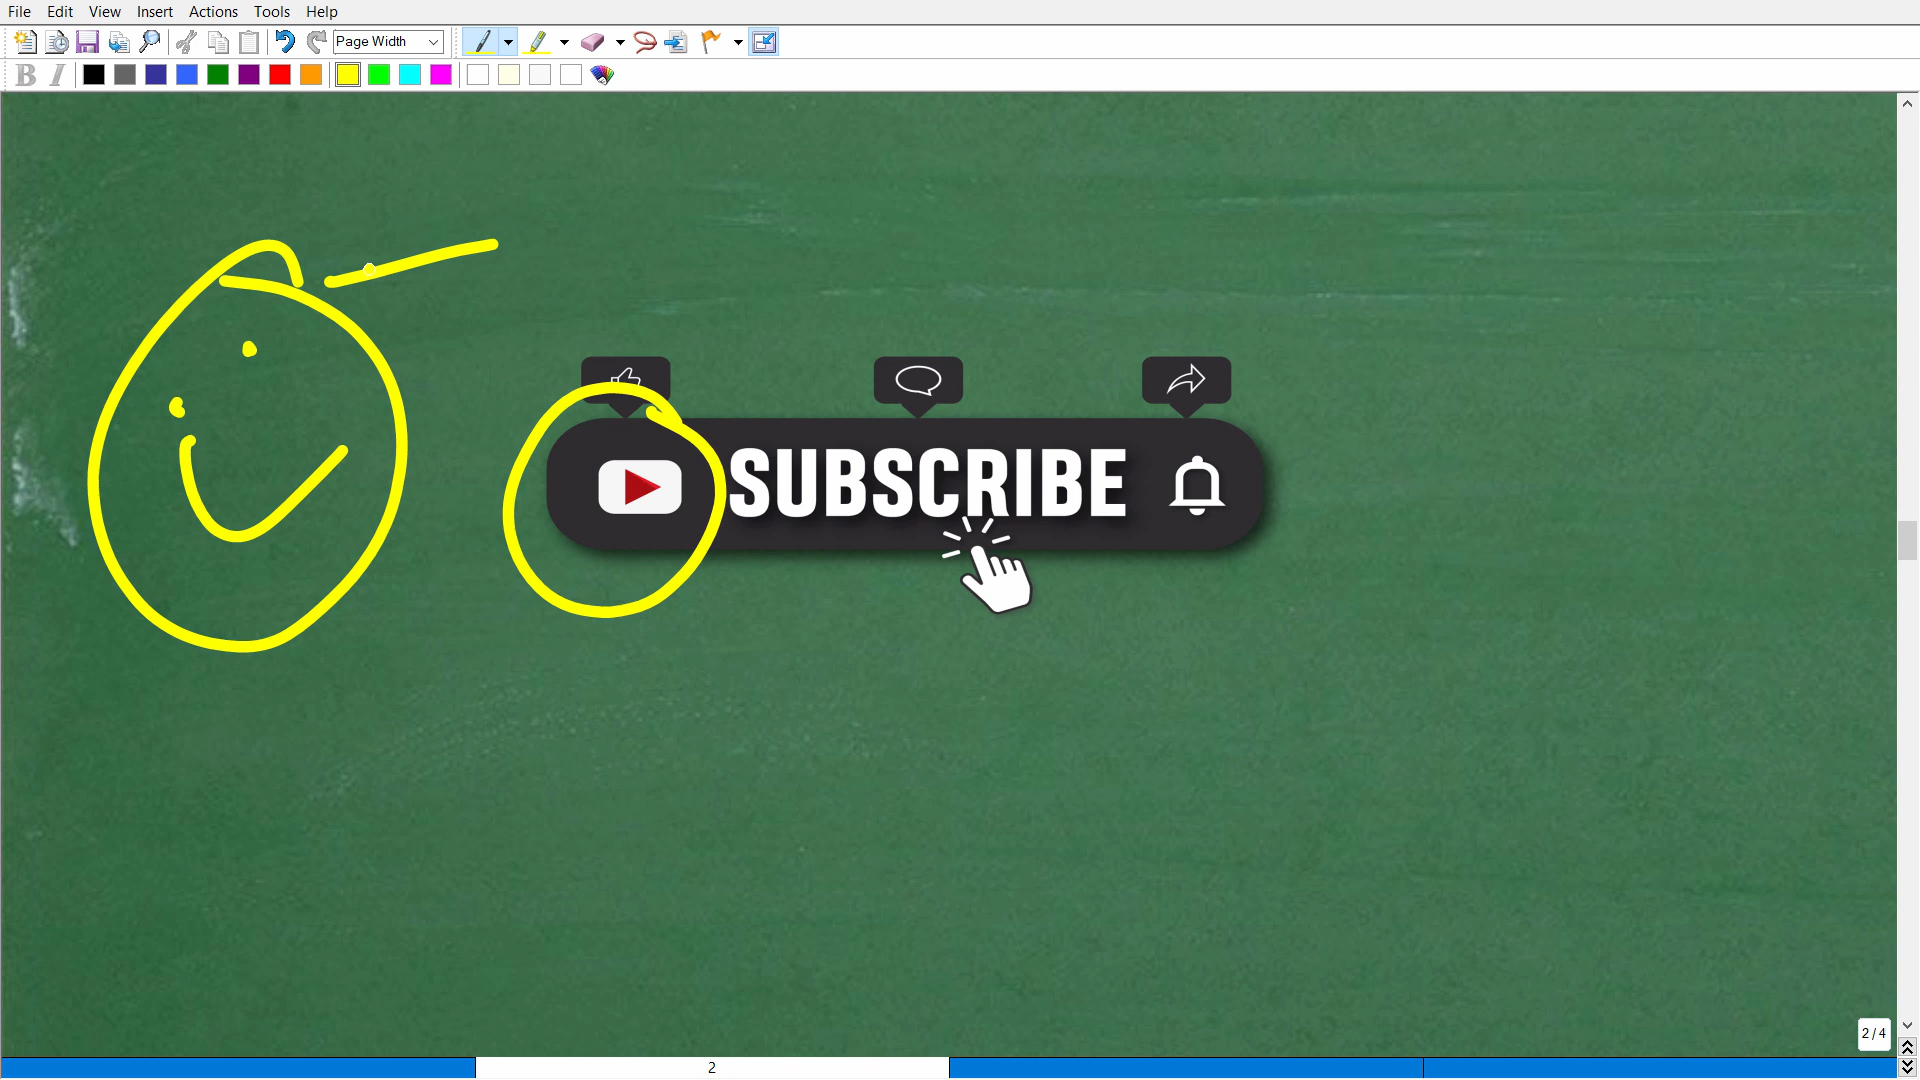 File Edit View Insert Actions Tools Help
Page Width
B I
SUBSCRIBE
2 / 4
2